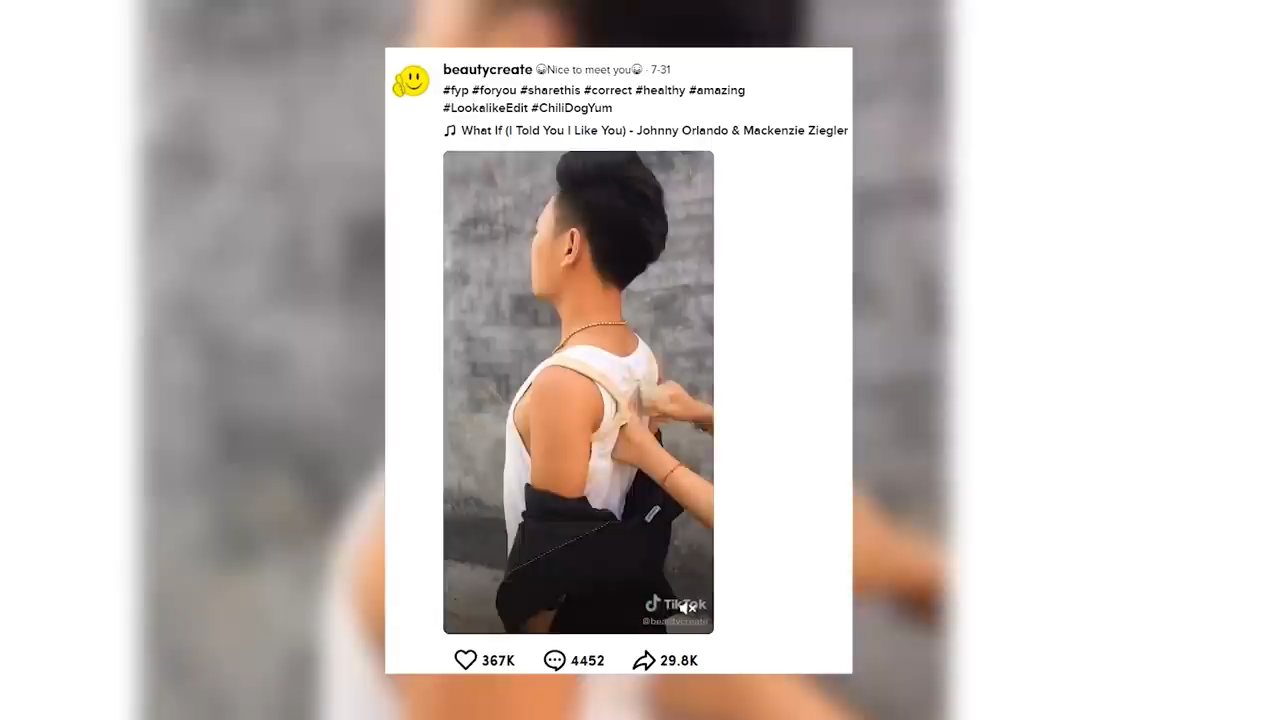 beautycreate 😀Nice to meet you😀 · 7-31
#fyp #foryou #sharethis #correct #healthy #amazing
#LookalikeEdit #ChiliDogYum
What If (I Told You I Like You) - Johnny Orlando & Mackenzie Ziegler
TikTok
@beautycreate
367K 4452 29.8K